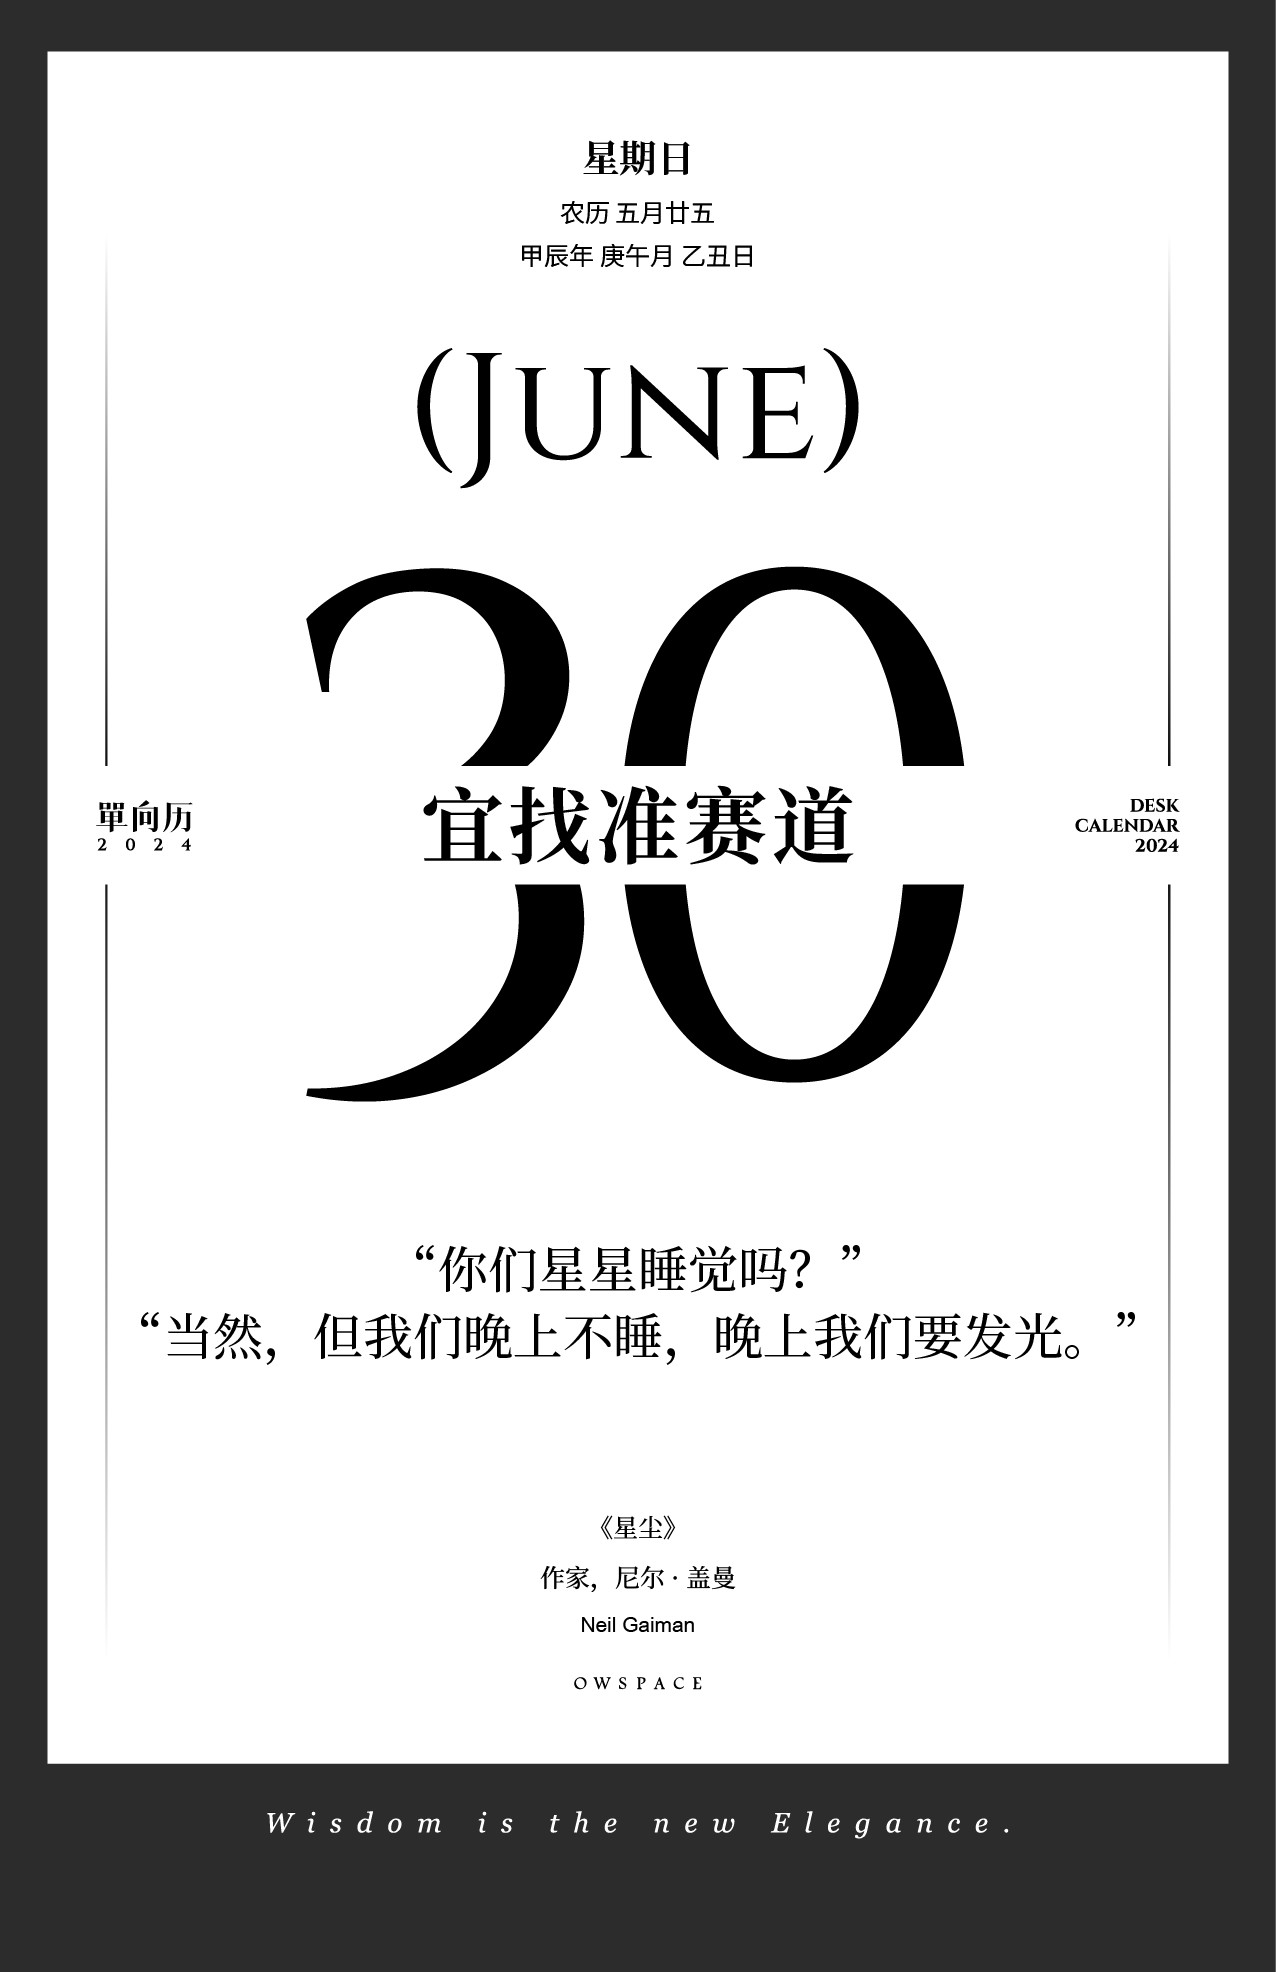 星期日
农历 五月廿五
甲辰年 庚午月 乙丑日
(JUNE)
30
單向历
2024
宜找准赛道
DESK
CALENDAR
2024
“你们星星睡觉吗？”
“当然，但我们晚上不睡，晚上我们要发光。”
《星尘》
作家，尼尔·盖曼
Neil Gaiman
OWSPACE
Wisdom is the new Elegance.